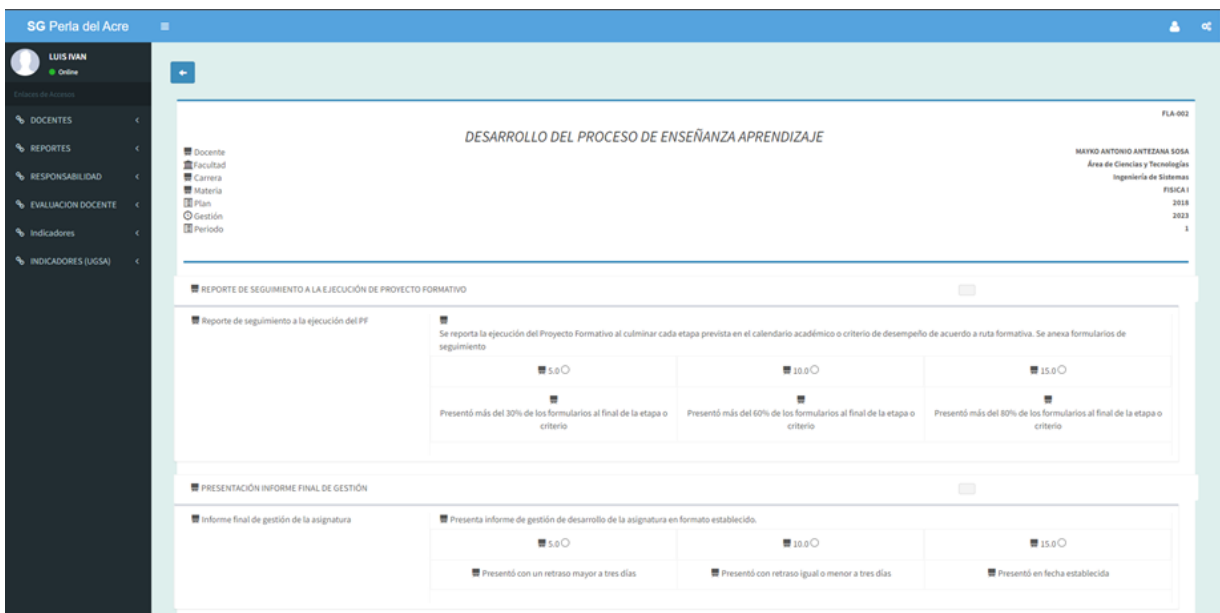 SG Perla del Acre
LUIS IVAN
Online
Enlaces de Accesos
DOCENTES
REPORTES
RESPONSABILIDAD
EVALUACION DOCENTE
Indicadores
INDICADORES (UGSA)
FLA-002
DESARROLLO DEL PROCESO DE ENSEÑANZA APRENDIZAJE
Docente MAYKO ANTONIO ANTEZANA SOSA
Facultad Área de Ciencias y Tecnologías
Carrera Ingeniería de Sistemas
Materia FISICA I
Plan 2018
Gestión 2023
Periodo 1
REPORTE DE SEGUIMIENTO A LA EJECUCIÓN DE PROYECTO FORMATIVO
Reporte de seguimiento a la ejecución del PF
Se reporta la ejecución del Proyecto Formativo al culminar cada etapa prevista en el calendario académico o criterio de desempeño de acuerdo a ruta formativa. Se anexa formularios de
seguimiento
5.0 10.0 15.0
Presentó más del 30% de los formularios al final de la etapa o
criterio
Presentó más del 60% de los formularios al final de la etapa o
criterio
Presentó más del 80% de los formularios al final de la etapa o
criterio
PRESENTACIÓN INFORME FINAL DE GESTIÓN
Informe final de gestión de la asignatura
Presenta informe de gestión de desarrollo de la asignatura en formato establecido.
5.0 10.0 15.0
Presentó con un retraso mayor a tres días
Presentó con retraso igual o menor a tres días
Presentó en fecha establecida